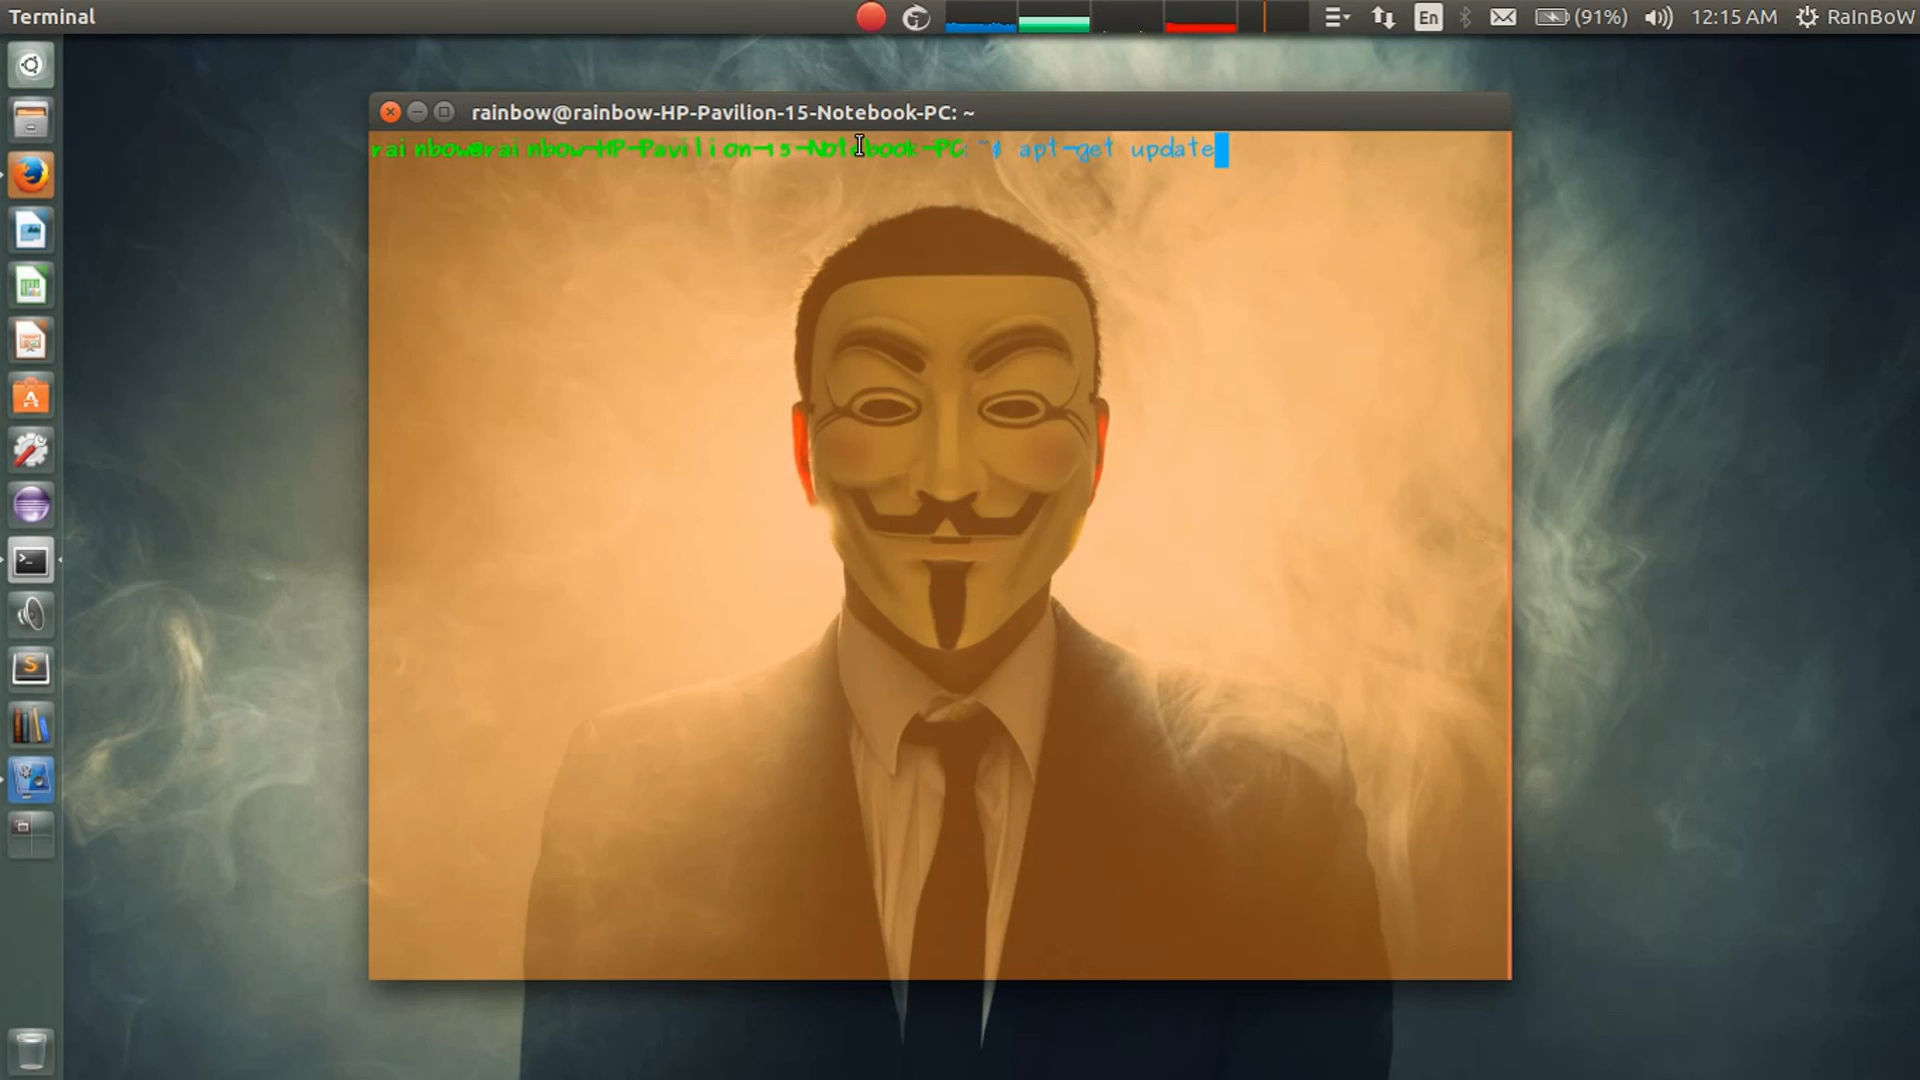 Terminal
En
(91%)
12:15 AM
RaInBoW
rainbow@rainbow-HP-Pavilion-15-Notebook-PC: ~
rainbow@rainbow-HP-Pavilion-15-Notebook-PC:~$ apt-get update